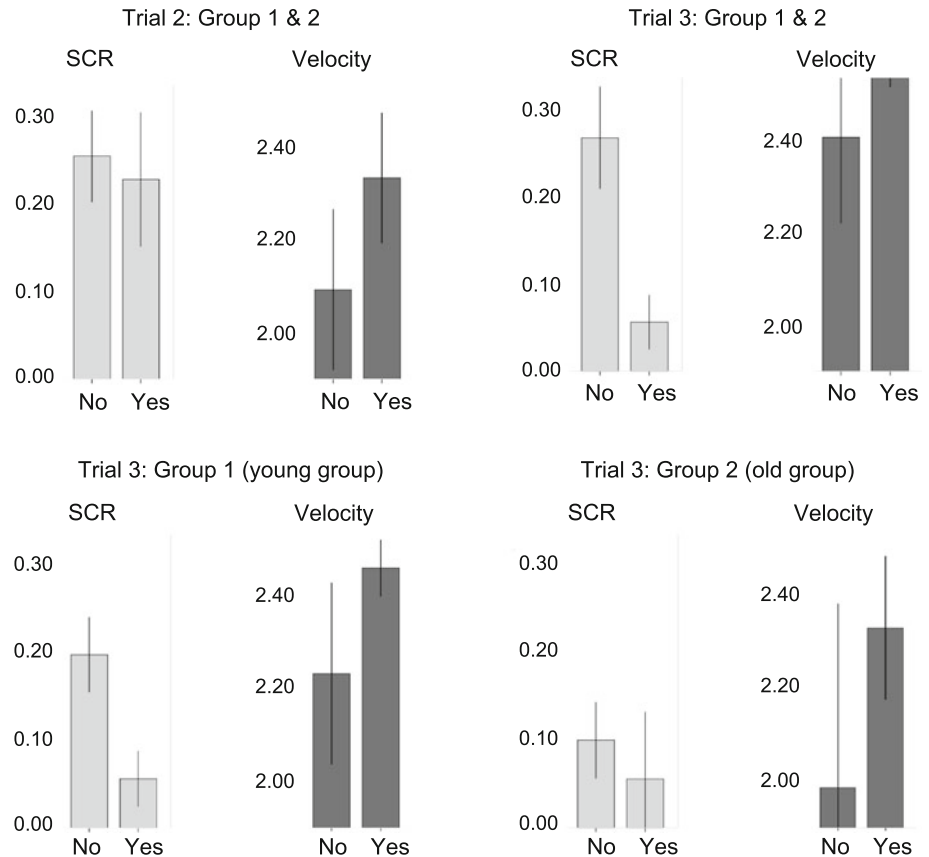 Trial 2: Group 1 & 2
SCR
Velocity
0.30
0.20
0.10
0.00
No Yes
2.40
2.20
2.00
No Yes
Trial 3: Group 1 & 2
SCR
Velocity
0.30
0.20
0.10
0.00
No Yes
2.40
2.20
2.00
No Yes
Trial 3: Group 1 (young group)
SCR
Velocity
0.30
0.20
0.10
0.00
No Yes
2.40
2.20
2.00
No Yes
Trial 3: Group 2 (old group)
SCR
Velocity
0.30
0.20
0.10
0.00
No Yes
2.40
2.20
2.00
No Yes